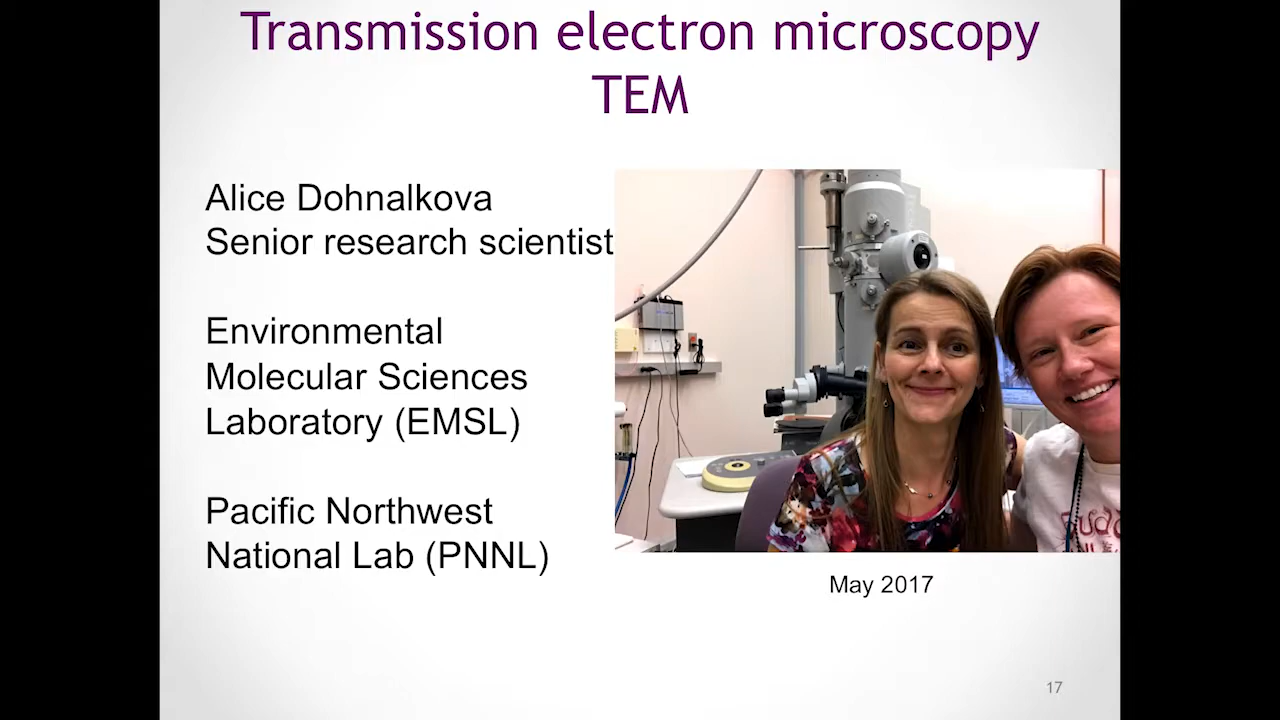 Transmission electron microscopy
TEM
Alice Dohnalkova
Senior research scientist
Environmental
Molecular Sciences
Laboratory (EMSL)
Pacific Northwest
National Lab (PNNL)
May 2017
17